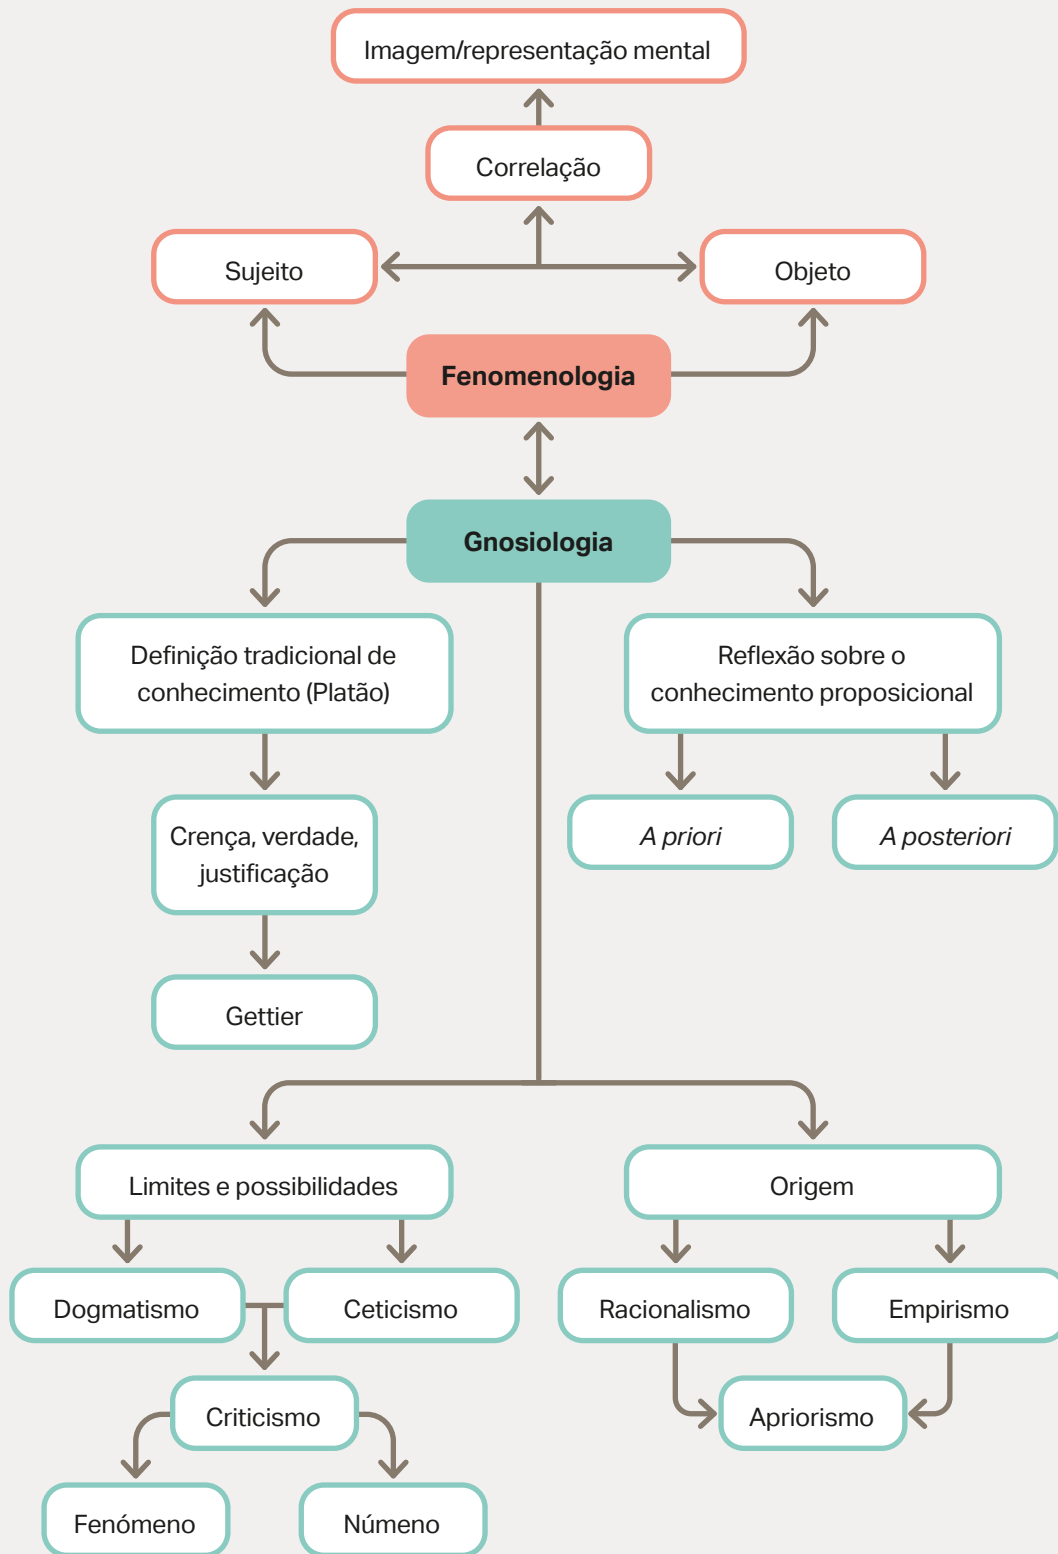 Imagem/representação mental
Correlação
Sujeito
Objeto
Fenomenologia
Gnosiologia
Definição tradicional de
conhecimento (Platão)
Reflexão sobre o
conhecimento proposicional
Crença, verdade,
justificação
A priori
A posteriori
Gettier
Limites e possibilidades
Origem
Dogmatismo
Ceticismo
Racionalismo
Empirismo
Criticismo
Apriorismo
Fenómeno
Númeno